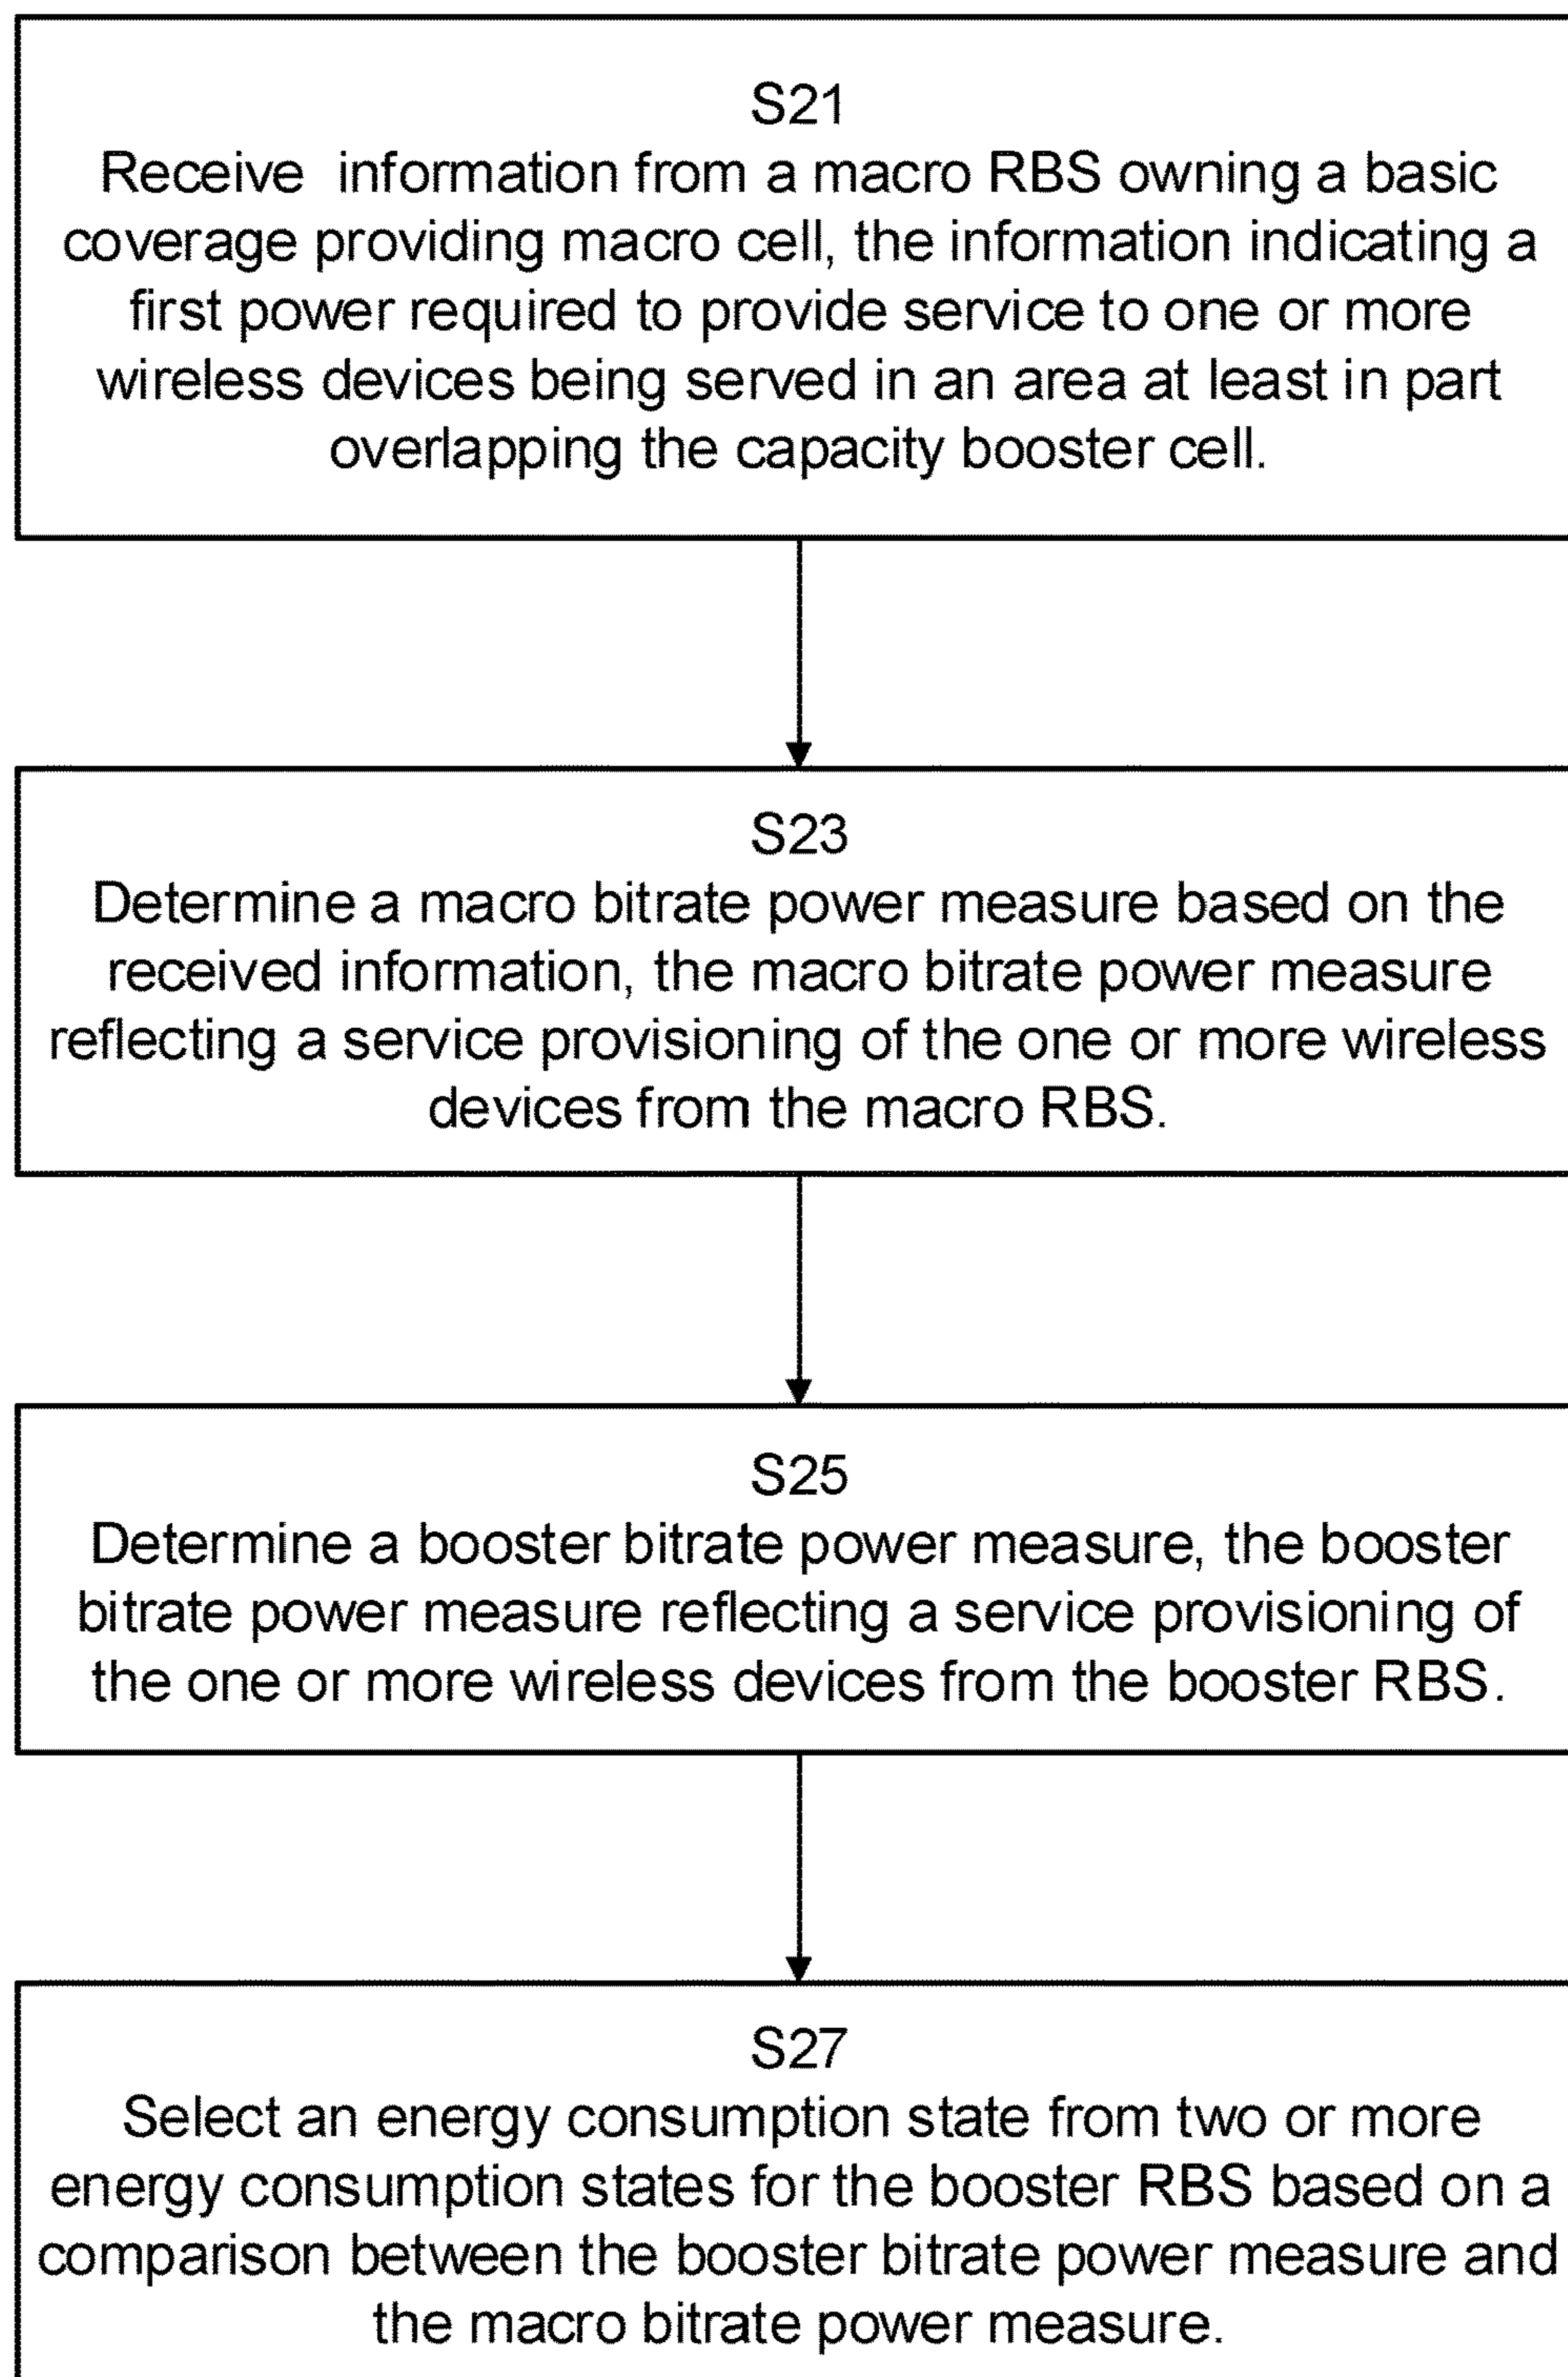 S21
Receive information from a macro RBS owning a basic
coverage providing macro cell, the information indicating a
first power required to provide service to one or more
wireless devices being served in an area at least in part
overlapping the capacity booster cell.
S23
Determine a macro bitrate power measure based on the
received information, the macro bitrate power measure
reflecting a service provisioning of the one or more wireless
devices from the macro RBS.
S25
Determine a booster bitrate power measure, the booster
bitrate power measure reflecting a service provisioning of
the one or more wireless devices from the booster RBS.
S27
Select an energy consumption state from two or more
energy consumption states for the booster RBS based on a
comparison between the booster bitrate power measure and
the macro bitrate power measure.